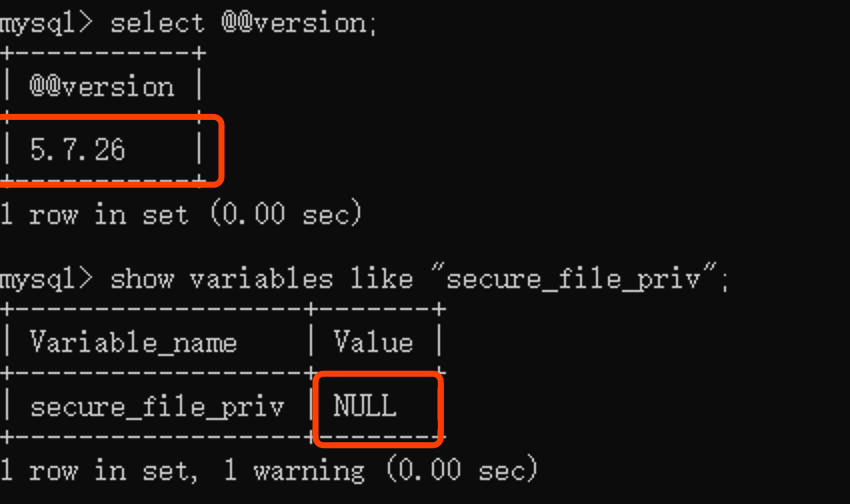 mysql> select @@version;
+-----------+
| @@version |
+-----------+
| 5.7.26    |
+-----------+
1 row in set (0.00 sec)
mysql> show variables like "secure_file_priv";
+------------------+-------+
| Variable_name    | Value |
+------------------+-------+
| secure_file_priv | NULL  |
+------------------+-------+
1 row in set, 1 warning (0.00 sec)